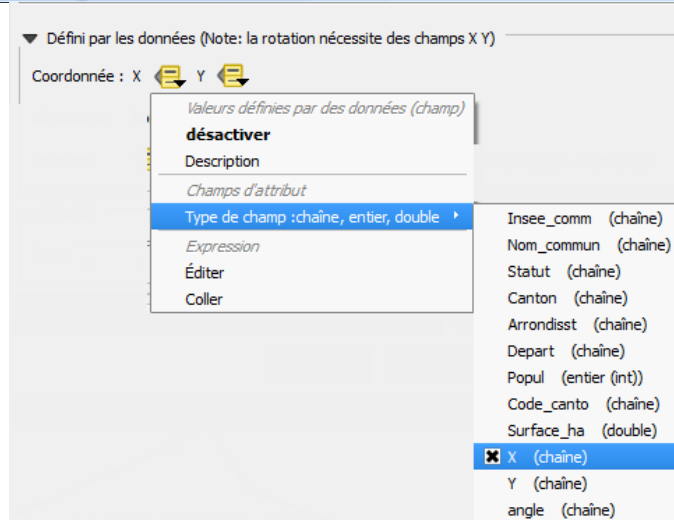 Défini par les données (Note: la rotation nécessite des champs X Y)
Coordonnée : X Y
Valeurs définies par des données (champ)
désactiver
Description
Champs d'attribut
Type de champ :chaîne, entier, double
Expression
Éditer
Coller
Insee_comm (chaîne)
Nom_commun (chaîne)
Statut (chaîne)
Canton (chaîne)
Arrondisst (chaîne)
Depart (chaîne)
Popul (entier (int))
Code_canto (chaîne)
Surface_ha (double)
X (chaîne)
Y (chaîne)
angle (chaîne)